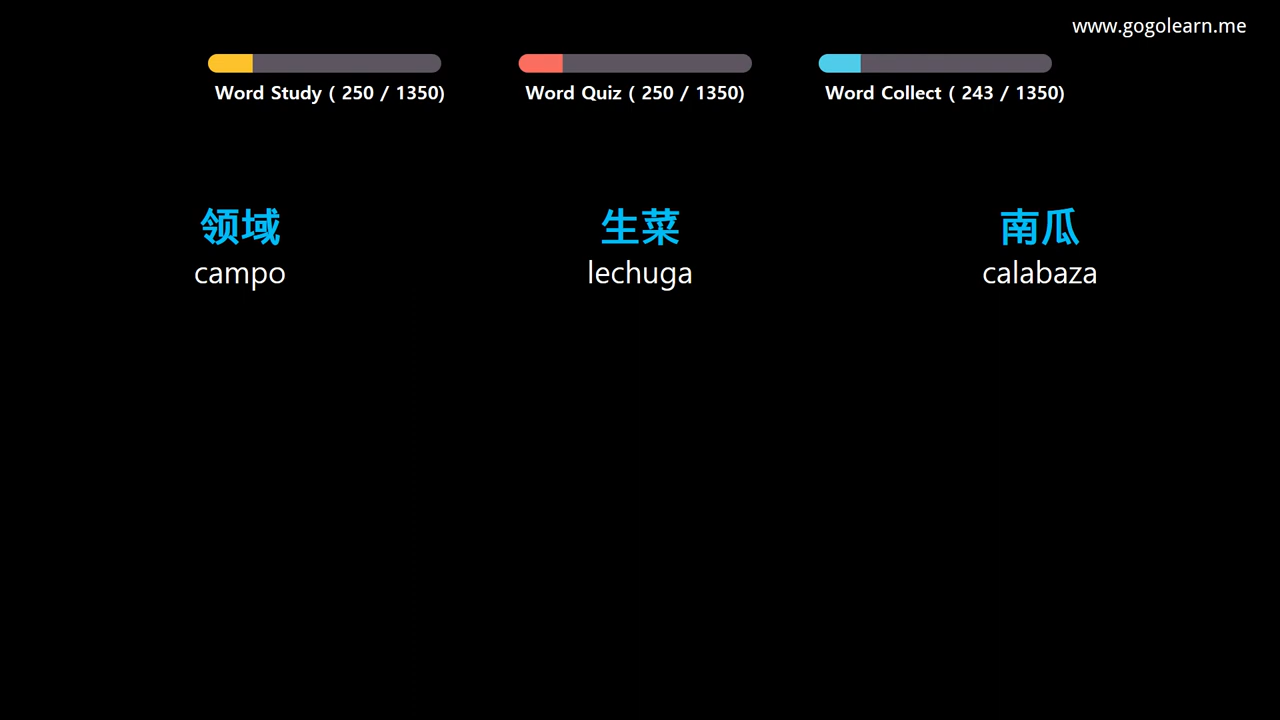 www.gogolearn.me
Word Study ( 250 / 1350)
Word Quiz ( 250 / 1350)
Word Collect ( 243 / 1350)
领域
campo
生菜
lechuga
南瓜
calabaza